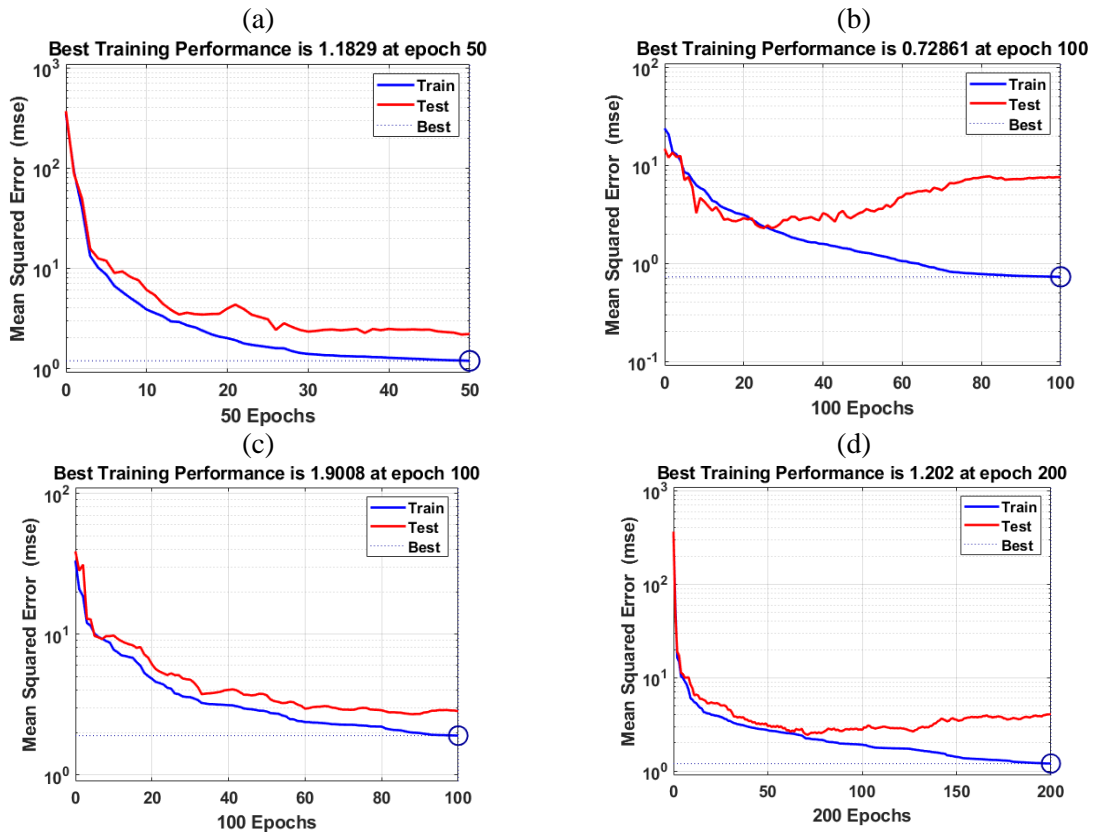 (a)
Best Training Performance is 1.1829 at epoch 50
10³
10²
10¹
10⁰
Mean Squared Error (mse)
Train
Test
Best
0 10 20 30 40 50
50 Epochs
(b)
Best Training Performance is 0.72861 at epoch 100
10²
10¹
10⁰
10⁻¹
Mean Squared Error (mse)
Train
Test
Best
0 20 40 60 80 100
100 Epochs
(c)
Best Training Performance is 1.9008 at epoch 100
10²
10¹
10⁰
Mean Squared Error (mse)
Train
Test
Best
0 20 40 60 80 100
100 Epochs
(d)
Best Training Performance is 1.202 at epoch 200
10³
10²
10¹
10⁰
Mean Squared Error (mse)
Train
Test
Best
0 50 100 150 200
200 Epochs